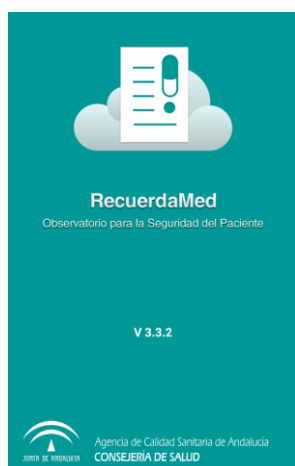 RecuerdaMed
Observatorio para la Seguridad del Paciente
V 3.3.2
Agencia de Calidad Sanitaria de Andalucía
JUNTA DE ANDALUCIA
CONSEJERÍA DE SALUD